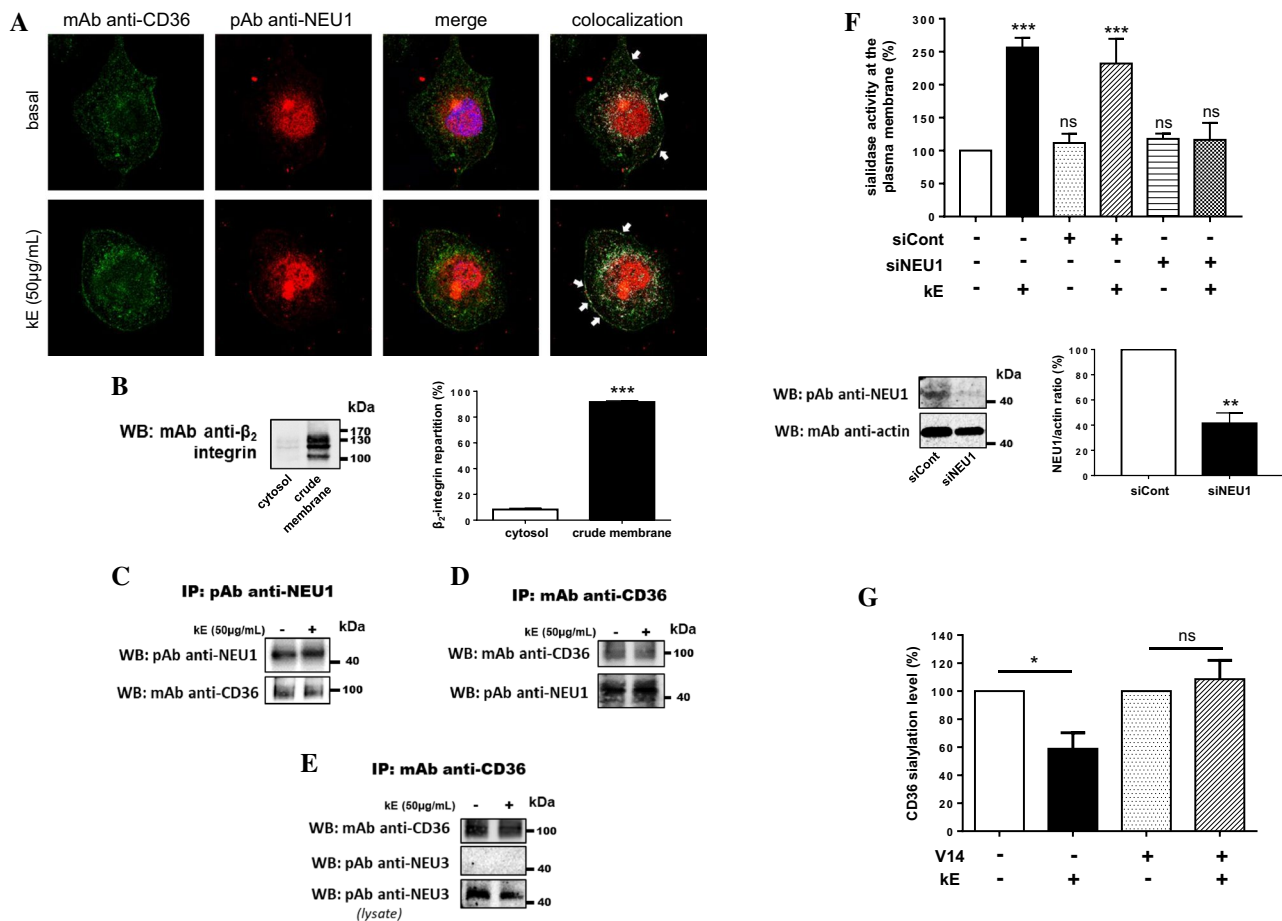 A
mAb anti-CD36
pAb anti-NEU1
merge
colocalization
basal
kE (50µg/mL)
B
WB: mAb anti-β2
integrin
kDa
170
130
100
cytosol
crude
membrane
β2-integrin repartition (%)
100
80
60
40
20
0
***
cytosol
crude membrane
C
IP: pAb anti-NEU1
kE (50µg/mL)
-
+
kDa
WB: pAb anti-NEU1
40
WB: mAb anti-CD36
100
D
IP: mAb anti-CD36
kE (50µg/mL)
-
+
kDa
WB: mAb anti-CD36
100
WB: pAb anti-NEU1
40
E
IP: mAb anti-CD36
kE (50µg/mL)
-
+
kDa
WB: mAb anti-CD36
100
WB: pAb anti-NEU3
40
WB: pAb anti-NEU3
(lysate)
40
F
sialidase activity at the
plasma membrane (%)
300
250
200
150
100
50
0
***
ns
***
ns
ns
siCont - - + + - -
siNEU1 - - - - + +
kE - + - + - +
kDa
WB: pAb anti-NEU1
40
WB: mAb anti-actin
40
siCont
siNEU1
NEU1/actin ratio (%)
100
80
60
40
20
0
**
siCont
siNEU1
G
CD36 sialylation level (%)
140
120
100
80
60
40
20
0
*
ns
V14 - - + +
kE - + - +